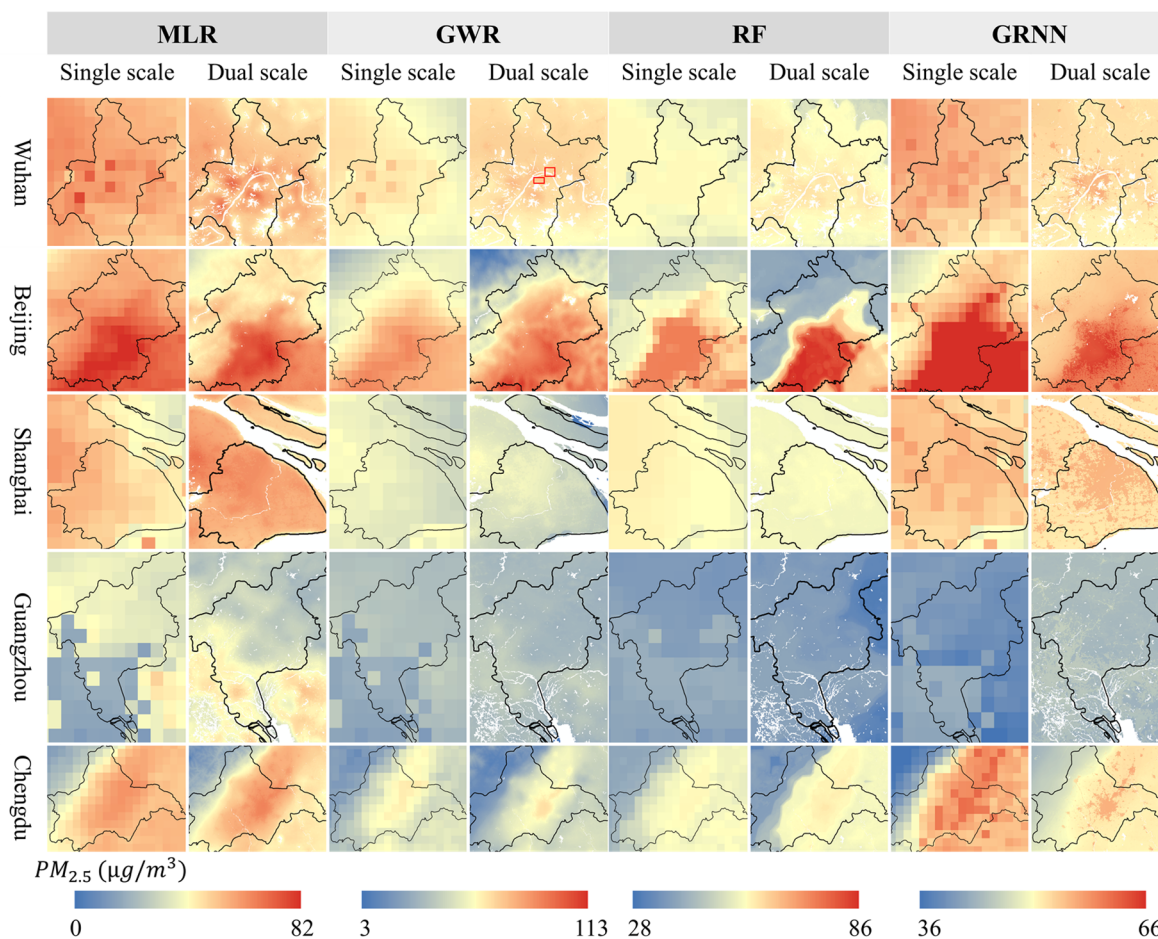 MLR GWR RF GRNN
Single scale Dual scale Single scale Dual scale Single scale Dual scale Single scale Dual scale
Wuhan
Beijing
Shanghai
Guangzhou
Chengdu
PM2.5 (μg/m³)
0 82 3 113 28 86 36 66